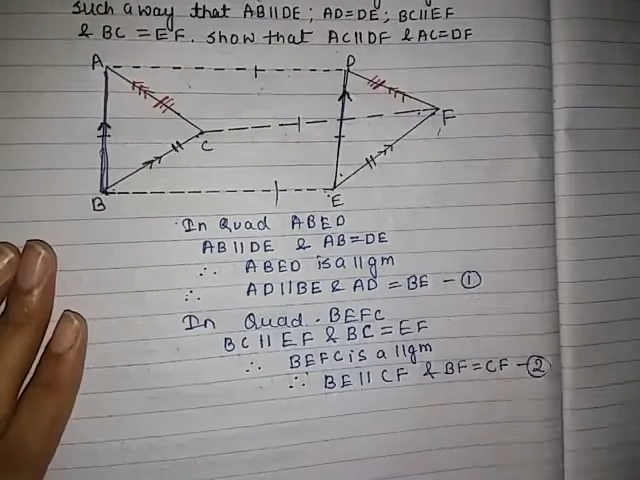 such a way that AB||DE; AD=DE; BC||EF
& BC = EF. show that AC||DF & AC=DF
A
D
C
F
B
E
In Quad ABED
AB||DE & AB=DE
∴ ABED is a ||gm
∴ AD||BE & AD = BE - ①
In Quad. BEFC
BC || EF & BC = EF
∴ BEFC is a ||gm
∴ BE || CF & BF = CF - ②